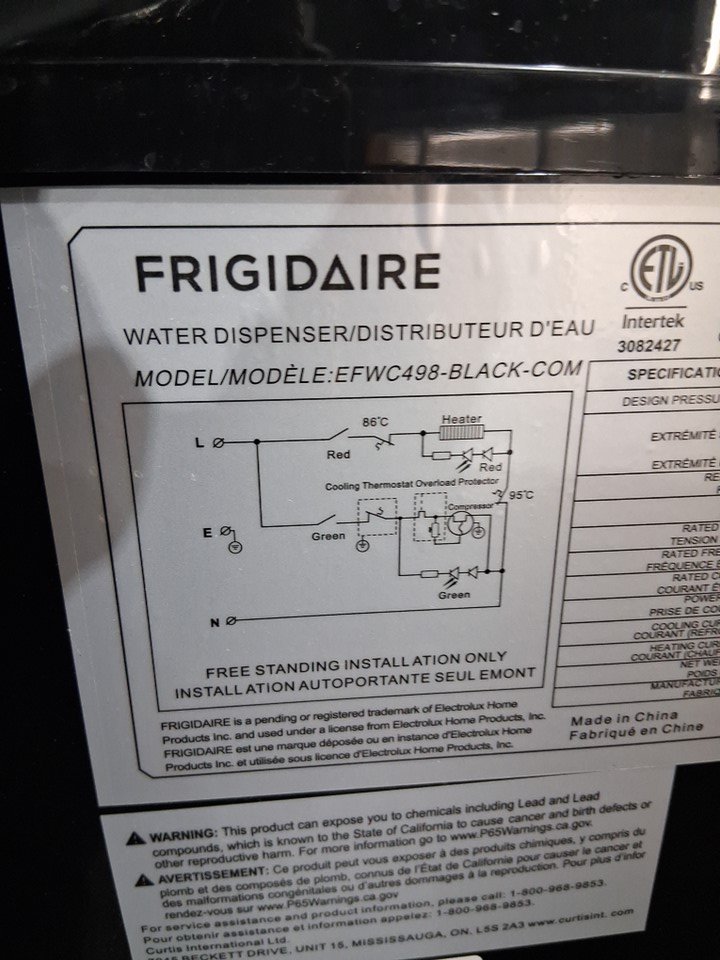 FRIGIDAIRE
WATER DISPENSER/DISTRIBUTEUR D'EAU
MODEL/MODÈLE:EFWC498-BLACK-COM
C ETL US
Intertek
3082427
L
86℃
Heater
Red
Red
Cooling Thermostat Overload Protector
95℃
Compressor
E
Green
Green
N
FREE STANDING INSTALLATION ONLY
INSTALLATION AUTOPORTANTE SEUL EMONT
FRIGIDAIRE is a pending or registered trademark of Electrolux Home
Products Inc. and used under a license from Electrolux Home Products, Inc.
FRIGIDAIRE est une marque déposée ou en instance d'Electrolux Home
Products Inc. et utilisée sous licence d'Electrolux Home Products, Inc.
SPECIFICATI
DESIGN PRESSU
EXTRÉMITÉ
EXTRÉMITÉ
RE
RATED
TENSION
RATED FRE
FRÉQUENCE
RATED C
COURANT
POWER
PRISE DE CO
COOLING CUR
COURANT (REFR
HEATING CUR
COURANT (CHAUF
NET WE
POIDS
MANUFACTUR
FABRIQ
Made in China
Fabriqué en Chine
WARNING: This product can expose you to chemicals including Lead and Lead
compounds, which is known to the State of California to cause cancer and birth defects or
other reproductive harm. For more information go to www.P65Warnings.ca.gov.
AVERTISSEMENT: Ce produit peut vous exposer à des produits chimiques, y compris du
plomb et des composés de plomb, connus de l'État de Californie pour causer le cancer et
des malformations congénitales ou d'autres dommages à la reproduction. Pour plus d'infor
rendez-vous sur www.P65Warnings.ca.gov
For service assistance and product information, please call: 1-800-968-9853.
Pour obtenir assistance et information appelez: 1-800-968-9853.
Curtis International Ltd.
7045 BECKETT DRIVE, UNIT 15, MISSISSAUGA, ON. L5S 2A3 www.curtisint.com